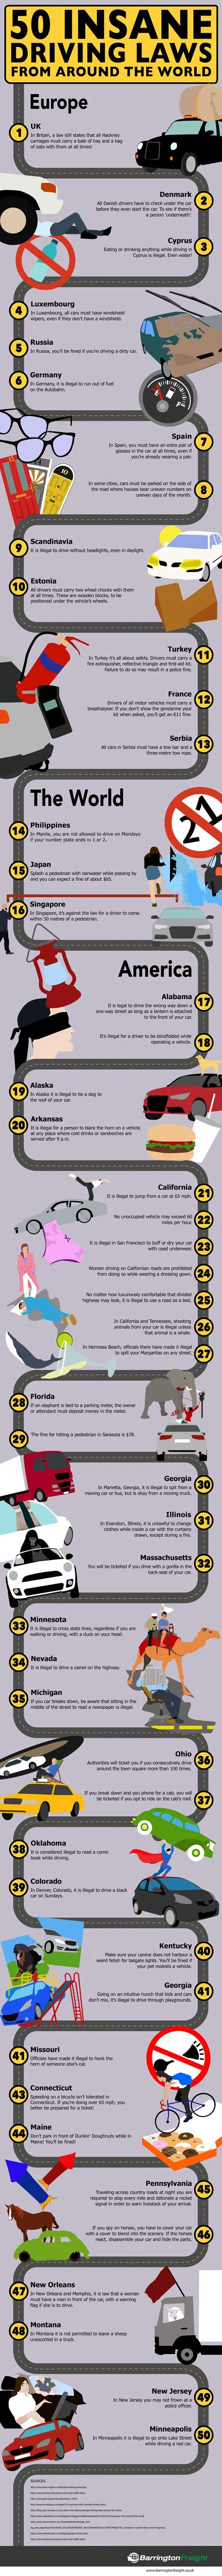 50 INSANE
DRIVING LAWS
FROM AROUND THE WORLD
Europe
1
UK
In Britain, a law still states that all Hackney
carriages must carry a bale of hay and a bag
of oats with them at all times!
Denmark
2
All Danish drivers have to check under the car
before they even start the car. To see if there's
a person 'underneath'.
Cyprus
3
Eating or drinking anything while driving in
Cyprus is illegal. Even water!
4
Luxembourg
In Luxembourg, all cars must have windshield
wipers, even if they don't have a windshield.
5
Russia
In Russia, you'll be fined if you're driving a dirty car.
6
Germany
In Germany, it is illegal to run out of fuel
on the Autobahn.
Spain
7
In Spain, you must have an extra pair of
glasses in the car at all times, even if
you're already wearing a pair.
10
In some cities, cars must be parked on the side of
the road where houses bear uneven numbers on
uneven days of the month.
8
9
Scandinavia
It is illegal to drive without headlights, even in daylight.
10
Estonia
All drivers must carry two wheel chocks with them
at all times. These are wooden blocks, to be
positioned under the vehicle's wheels.
Turkey
11
In Turkey it's all about safety. Drivers must carry a
fire extinguisher, reflective triangle and first-aid kit.
Failure to do so may result in a police fine.
France
12
Drivers of all motor vehicles must carry a
breathalyser. If you don't have the gendarme your
kit when asked, you'll get an €11 fine.
Serbia
13
All cars in Serbia must have a tow bar and a
three-metre tow rope.
The World
21
14
Philippines
In Manila, you are not allowed to drive on Mondays
if your number plate ends in 1 or 2.
15
Japan
Splash a pedestrian with rainwater while passing by
and you can expect a fine of about $65.
16
Singapore
In Singapore, it's against the law for a driver to come
within 50 metres of a pedestrian.
America
Alabama
17
It is legal to drive the wrong way down a
one-way street as long as a lantern is attached
to the front of your car.
It's illegal for a driver to be blindfolded while
operating a vehicle.
18
19
Alaska
In Alaska it is illegal to tie a dog to
the roof of your car.
20
Arkansas
It is illegal for a person to blare the horn on a vehicle
at any place where cold drinks or sandwiches are
served after 9 p.m.
California
21
It is illegal to jump from a car at 65 mph.
No unoccupied vehicle may exceed 60
miles per hour.
22
It is illegal in San Francisco to buff or dry your car
with used underwear.
23
Women driving on Californian roads are prohibited
from doing so while wearing a dressing gown.
24
No matter how luxuriously comfortable that divided
highway may look, it is illegal to use a road as a bed.
25
In California and Tennessee, shooting
animals from your car is illegal unless
that animal is a whale.
26
In Hermosa Beach, officials there have made it illegal
to spill your Margaritas on any street.
27
28
Florida
If an elephant is tied to a parking meter, the owner
or attendant must deposit money in the meter.
29
The fine for hitting a pedestrian in Sarasota is $78.
Georgia
30
In Marietta, Georgia, it is illegal to spit from a
moving car or bus, but is okay from a moving truck.
Illinois
31
In Evanston, Illinois, it is unlawful to change
clothes while inside a car with the curtains
drawn, except during a fire.
Massachusetts
32
You will be ticketed if you drive with a gorilla in the
back-seat of your car.
33
Minnesota
It is illegal to cross state lines, regardless if you are
walking or driving, with a duck on your head.
34
Nevada
It is illegal to drive a camel on the highway.
35
Michigan
If you car breaks down, be aware that sitting in the
middle of the street to read a newspaper is illegal.
Ohio
36
Authorities will ticket you if you consecutively drive
around the town square more than 100 times.
If you break down and you phone for a cab, you will
be ticketed if you opt to ride on the cab's roof.
37
38
Oklahoma
It is considered illegal to read a comic
book while driving.
39
Colorado
In Denver, Colorado, it is illegal to drive a black
car on Sundays.
Kentucky
40
Make sure your canine does not harbour a
weird fetish for tailgate lights. You'll be fined if
your pet molests a vehicle.
Georgia
41
Going on an intuitive hunch that kids and cars
don't mix, it's illegal to drive through playgrounds.
41
Missouri
Officials have made it illegal to honk the
horn of someone else's car.
43
Connecticut
Speeding on a bicycle isn't tolerated in
Connecticut. If you're doing over 65 mph, you
better be prepared for a ticket!
44
Maine
Don't park in front of Dunkin' Doughnuts while in
Maine! You'll be fined!
Pennsylvania
45
Traveling across country roads at night you are
required to stop every mile and detonate a rocket
signal in order to warn livestock of your arrival.
If you spy on horses, you have to cover your car
with a cover to blend into the scenery. If the horses
react, disassemble your car and hide the parts.
46
47
New Orleans
In New Orleans and Memphis, it is law that a woman
must have a man in front of the car, with a warning
flag if she is to drive.
48
Montana
In Montana it is not permitted to leave a sheep
unescorted in a truck.
New Jersey
49
In New Jersey you may not frown at a
police officer.
Minneapolis
50
In Minneapolis it is illegal to go onto Lake Street
while driving a red car.
SOURCES
BarringtonFreight
www.barringtonfreight.co.uk